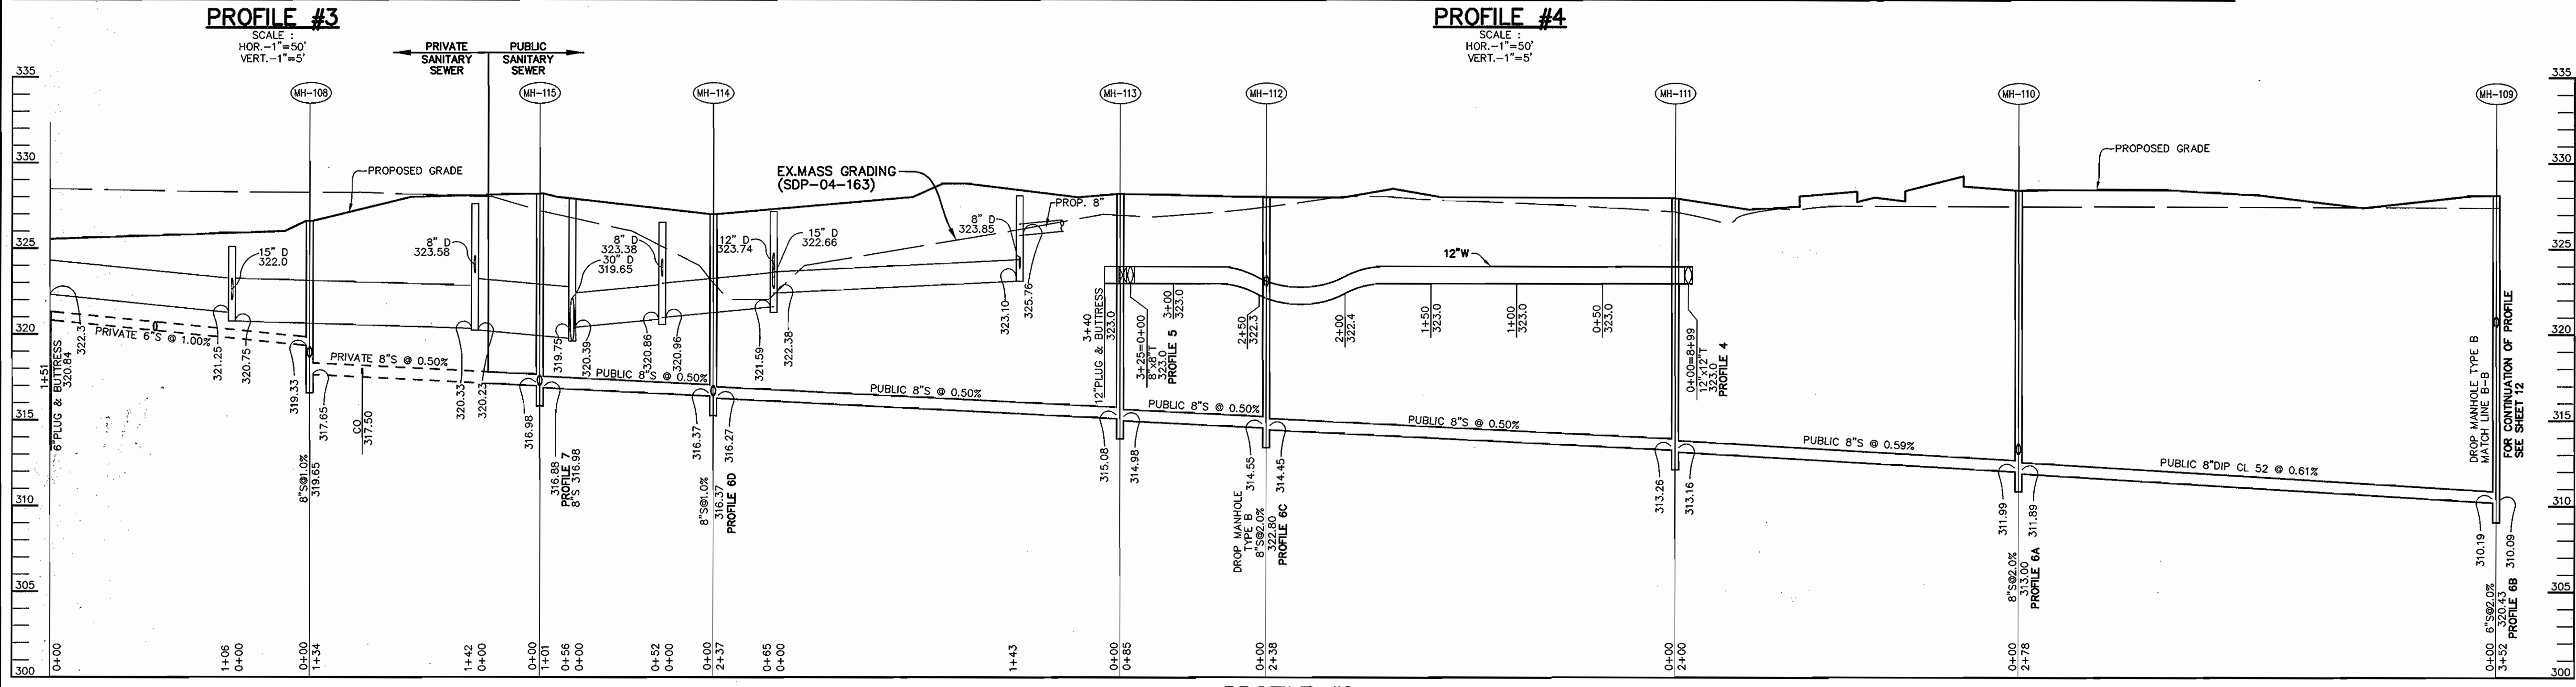 PROFILE #3
SCALE :
HOR.-1"=50'
VERT.-1"=5'
PROFILE #4
SCALE :
HOR.-1"=50'
VERT.-1"=5'
PRIVATE
SANITARY
SEWER
PUBLIC
SANITARY
SEWER
335
330
325
320
315
310
305
300
MH-108
MH-115
MH-114
MH-113
MH-112
MH-111
MH-110
MH-109
335
330
325
320
315
310
305
300
PROPOSED GRADE
EX.MASS GRADING
(SDP-04-163)
PROPOSED GRADE
15" D
322.0
8" D
323.58
8" D
323.38
30" D
319.65
12" D
323.74
15" D
322.66
8" D
323.85
PROP. 8"
12"W
1+51
6"PLUG & BUTTRESS
320.84
322.3
PRIVATE 6"S @ 1.00%
321.25
320.75
319.33
317.65
8"S@1.0%
319.65
PRIVATE 8"S @ 0.50%
CO
317.50
320.33
320.23
316.98
316.88
PROFILE 7
8"S 316.98
319.75
320.39
PUBLIC 8"S @ 0.50%
320.86
320.96
316.37
316.27
8"S@1.0%
316.37
PROFILE 6D
321.59
322.38
PUBLIC 8"S @ 0.50%
323.10
325.76
3+40
12"PLUG & BUTTRESS
323.0
315.08
314.98
3+25=0+00
8"x8"T
323.0
PROFILE 5
3+00
323.0
PUBLIC 8"S @ 0.50%
2+50
322.3
314.55
314.45
DROP MANHOLE
TYPE B
8"S@2.0%
322.80
PROFILE 6C
2+00
322.4
1+50
323.0
1+00
323.0
0+50
323.0
PUBLIC 8"S @ 0.50%
0+00=8+99
12"x12"T
323.0
PROFILE 4
313.26
313.16
PUBLIC 8"S @ 0.59%
311.99
311.89
8"S@2.0%
313.00
PROFILE 6A
PUBLIC 8"DIP CL 52 @ 0.61%
DROP MANHOLE TYPE B
MATCH LINE B-B
FOR CONTINUATION OF PROFILE
SEE SHEET 12
310.19
310.09
6"S@2.0%
320.43
PROFILE 6B
0+00
1+06
0+00
0+00
1+34
1+42
0+00
0+00
1+01
0+56
0+00
0+52
0+00
0+00
2+37
0+65
0+00
1+43
0+00
0+85
0+00
2+38
0+00
2+00
0+00
2+78
0+00
3+52